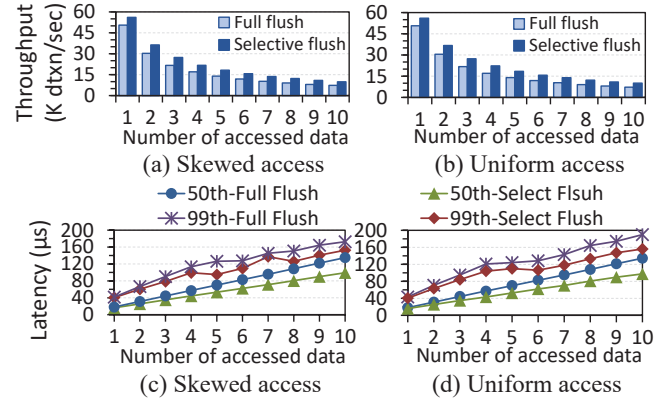 Throughput
(K dtxn/sec)
60
45
30
15
0
Full flush
Selective flush
1 2 3 4 5 6 7 8 9 10
Number of accessed data
(a) Skewed access
60
45
30
15
0
Full flush
Selective flush
1 2 3 4 5 6 7 8 9 10
Number of accessed data
(b) Uniform access
50th-Full Flush
50th-Select Flsuh
99th-Full Flush
99th-Select Flush
Latency (µs)
200
160
120
80
40
0
1 2 3 4 5 6 7 8 9 10
Number of accessed data
(c) Skewed access
200
160
120
80
40
0
1 2 3 4 5 6 7 8 9 10
Number of accessed data
(d) Uniform access